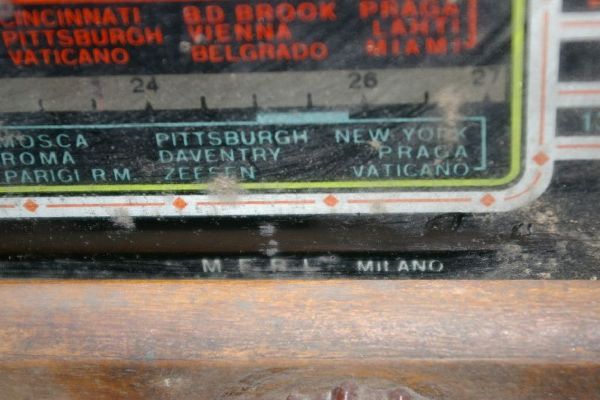 CINCINNATI B.D. BROOK PRAGA
PITTSBURGH VIENNA LAHTI
VATICANO BELGRADO MIAMI
24 26 27
MOSCA PITTSBURGH NEW YORK
ROMA DAVENTRY PRAGA
PARIGI R.M. ZEESEN VATICANO
MILANO